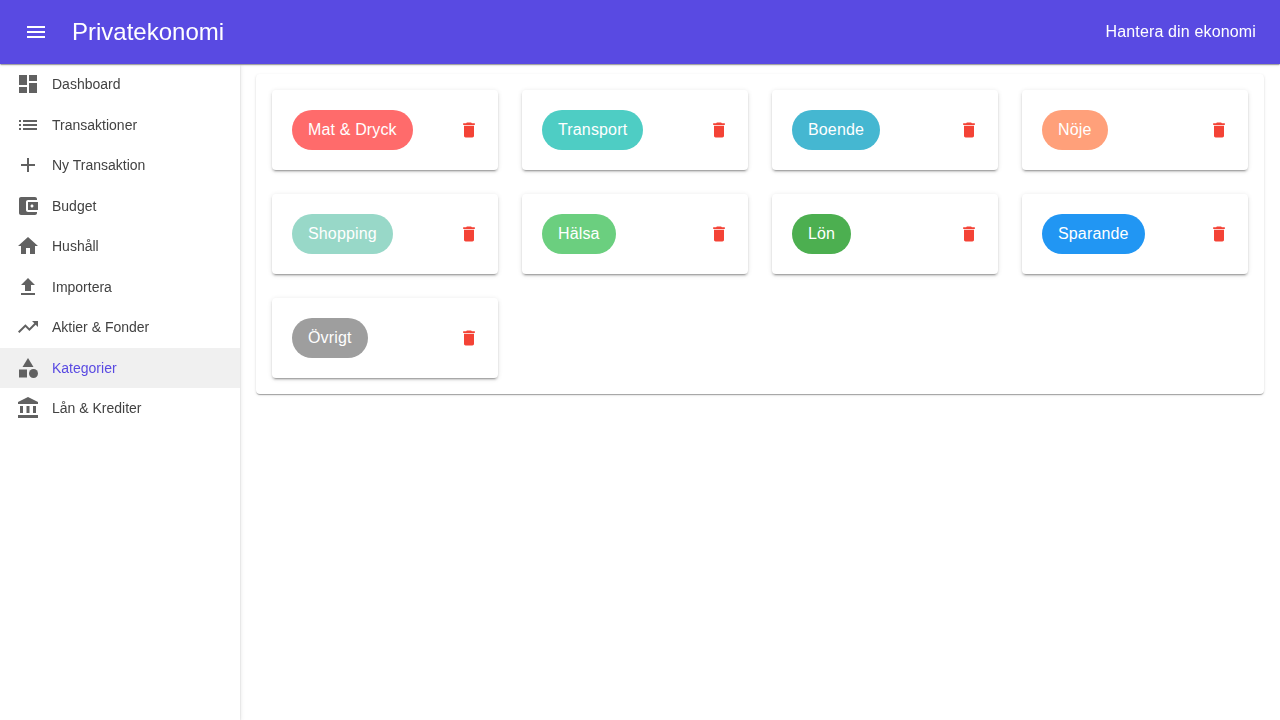 Privatekonomi
Hantera din ekonomi
Dashboard
Transaktioner
Ny Transaktion
Budget
Hushåll
Importera
Aktier & Fonder
Kategorier
Lån & Krediter
Mat & Dryck
Transport
Boende
Nöje
Shopping
Hälsa
Lön
Sparande
Övrigt